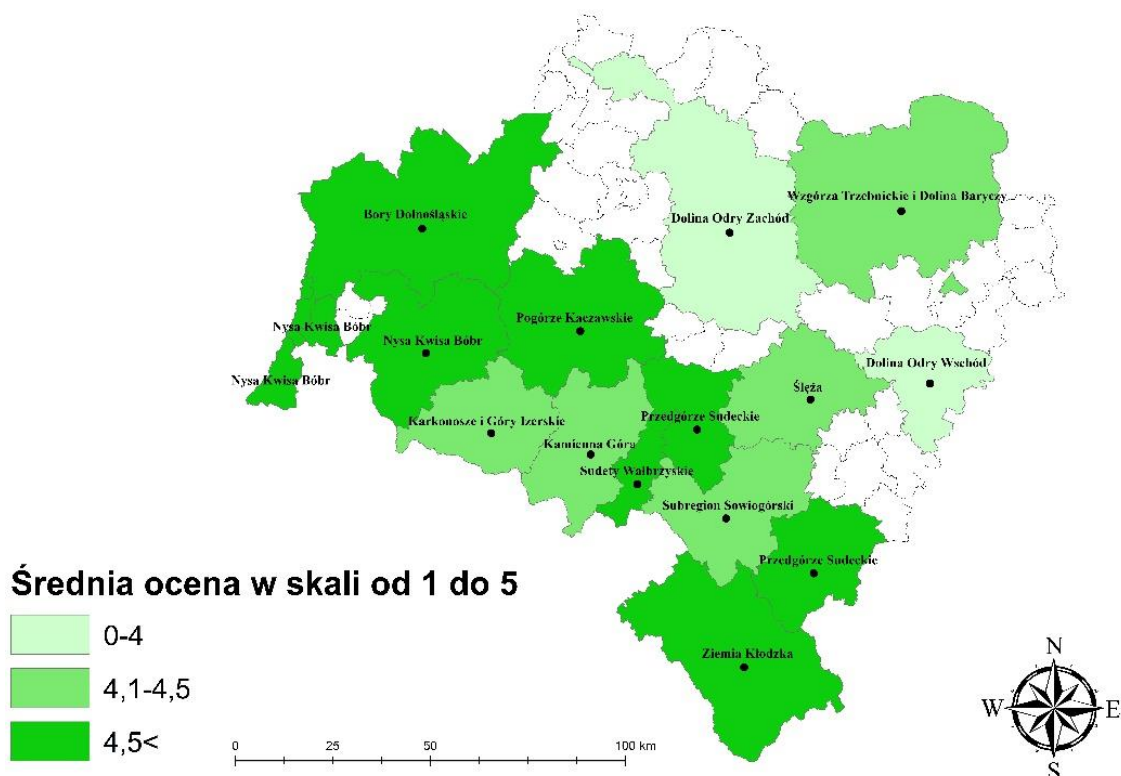 Wzgórza Trzebnickie i Dolina Baryczy
Bory Dolnośląskie
Dolina Odry Zachód
Nysa Kwisa Bóbr
Pogórze Kaczawskie
Nysa Kwisa Bóbr
Dolina Odry Wschód
Nysa Kwisa Bóbr
Ślęża
Karkonosze i Góry Izerskie
Przedgórze Sudeckie
Kamienna Góra
Sudety Wałbrzyskie
Subregion Sowiogórski
Przedgórze Sudeckie
Ziemia Kłodzka
Średnia ocena w skali od 1 do 5
0-4
4,1-4,5
4,5<
0 25 50 100 km
N
W E
S